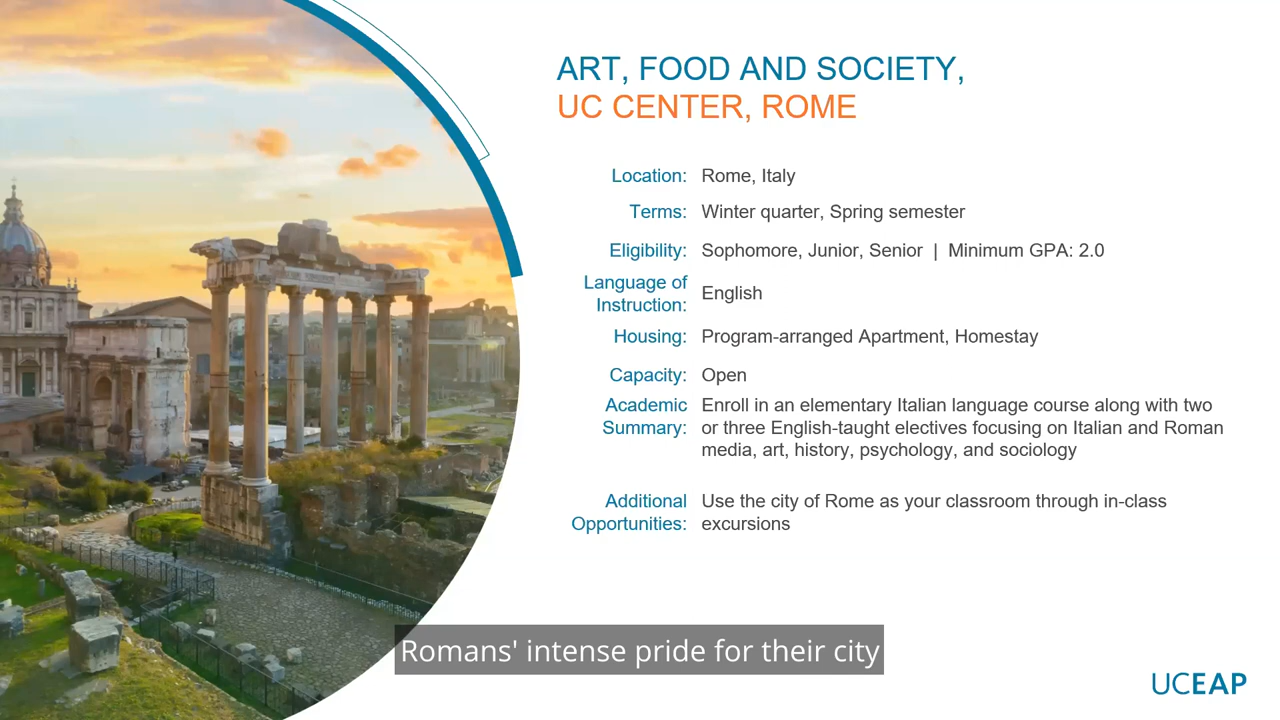 ART, FOOD AND SOCIETY,
UC CENTER, ROME
Location: Rome, Italy
Terms: Winter quarter, Spring semester
Eligibility: Sophomore, Junior, Senior | Minimum GPA: 2.0
Language of Instruction: English
Housing: Program-arranged Apartment, Homestay
Capacity: Open
Academic Summary: Enroll in an elementary Italian language course along with two
or three English-taught electives focusing on Italian and Roman
media, art, history, psychology, and sociology
Additional Opportunities: Use the city of Rome as your classroom through in-class
excursions
Romans' intense pride for their city
UCEAP